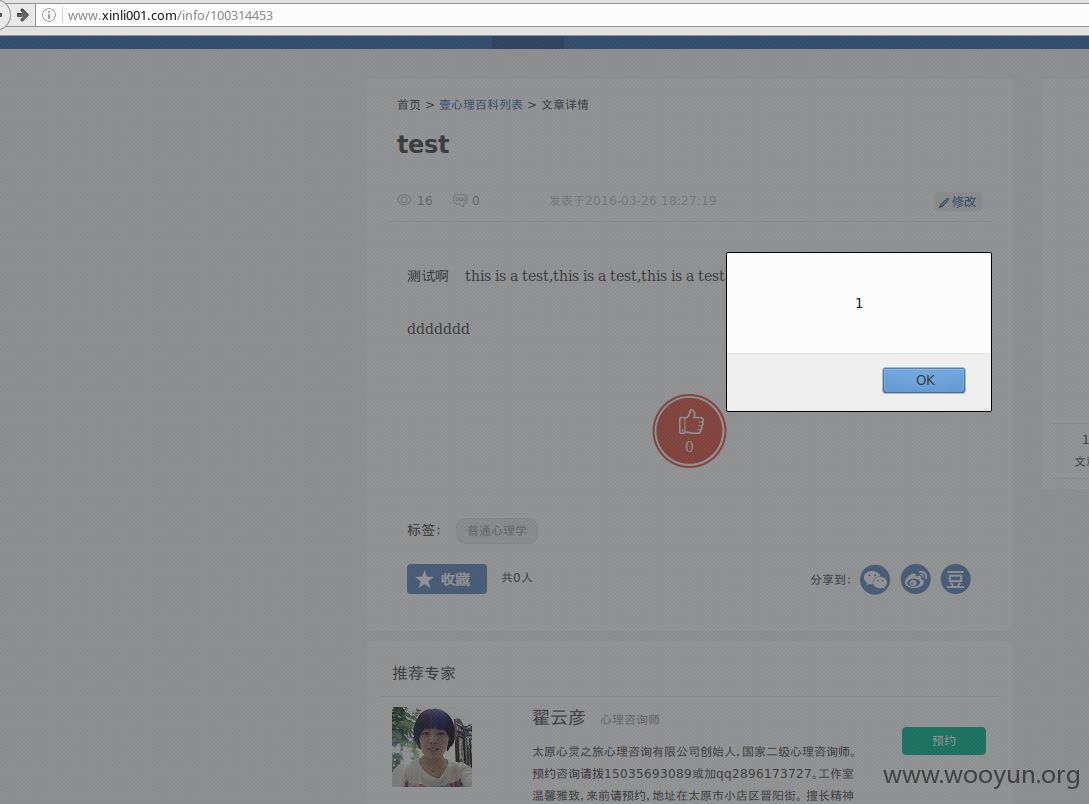 www.xinli001.com/info/100314453
首页 > 壹心理百科列表 > 文章详情
test
16 0 发表于2016-03-26 18:27:19 修改
测试啊 this is a test,this is a test,this is a test
1
ddddddd
OK
0
1
标签： 普通心理学
收藏 共0人 分享到： 豆
推荐专家
翟云彦 心理咨询师
预约
太原心灵之旅心理咨询有限公司创始人，国家二级心理咨询师。
预约咨询请拨15035693089或加qq2896173727。工作室
温馨雅致，来前请预约，地址在太原市小店区晋阳街。擅长精神
www.wooyun.org